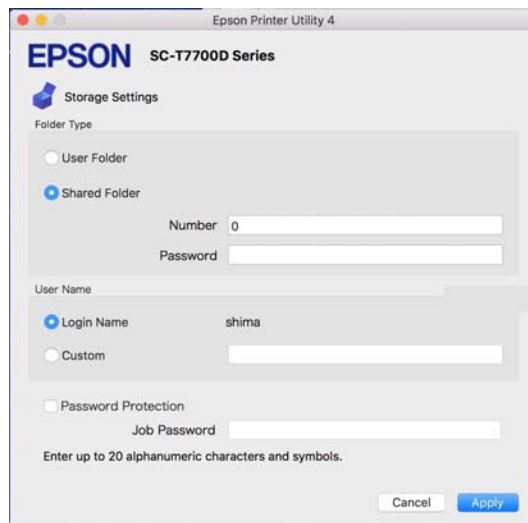 Epson Printer Utility 4
EPSON SC-T7700D Series
Storage Settings
Folder Type
User Folder
Shared Folder
Number 0
Password
User Name
Login Name shima
Custom
Password Protection
Job Password
Enter up to 20 alphanumeric characters and symbols.
Cancel Apply